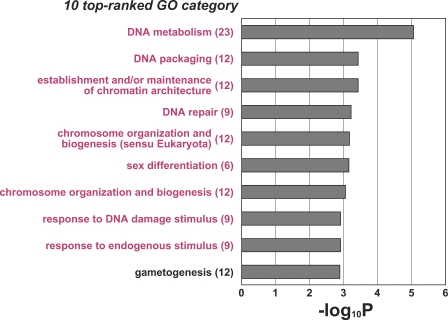 10 top-ranked GO category
DNA metabolism (23)
DNA packaging (12)
establishment and/or maintenance
of chromatin architecture (12)
DNA repair (9)
chromosome organization and
biogenesis (sensu Eukaryota) (12)
sex differentiation (6)
chromosome organization and biogenesis (12)
response to DNA damage stimulus (9)
response to endogenous stimulus (9)
gametogenesis (12)
0 1 2 3 4 5 6
-log₁₀P